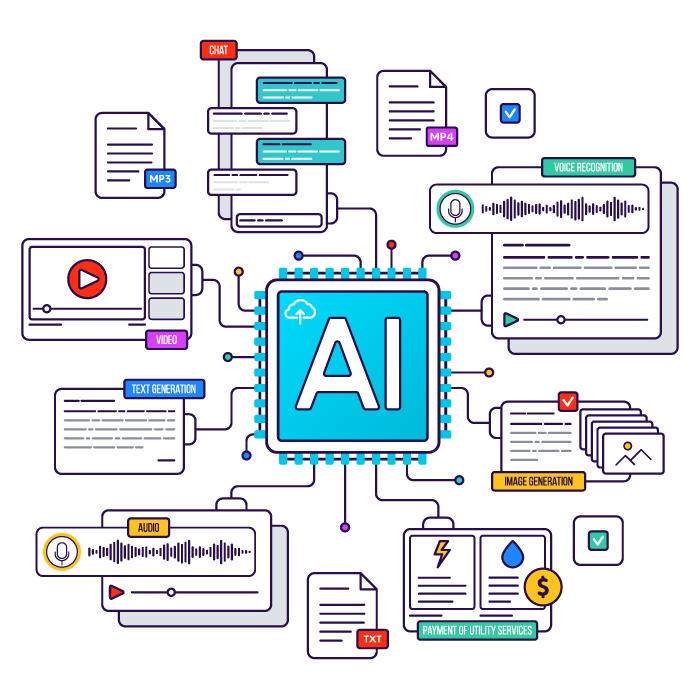 CHAT
MP4
MP3
VOICE RECOGNITION
VIDEO
AI
TEXT GENERATION
IMAGE GENERATION
AUDIO
$
TXT
PAYMENT OF UTILITY SERVICES